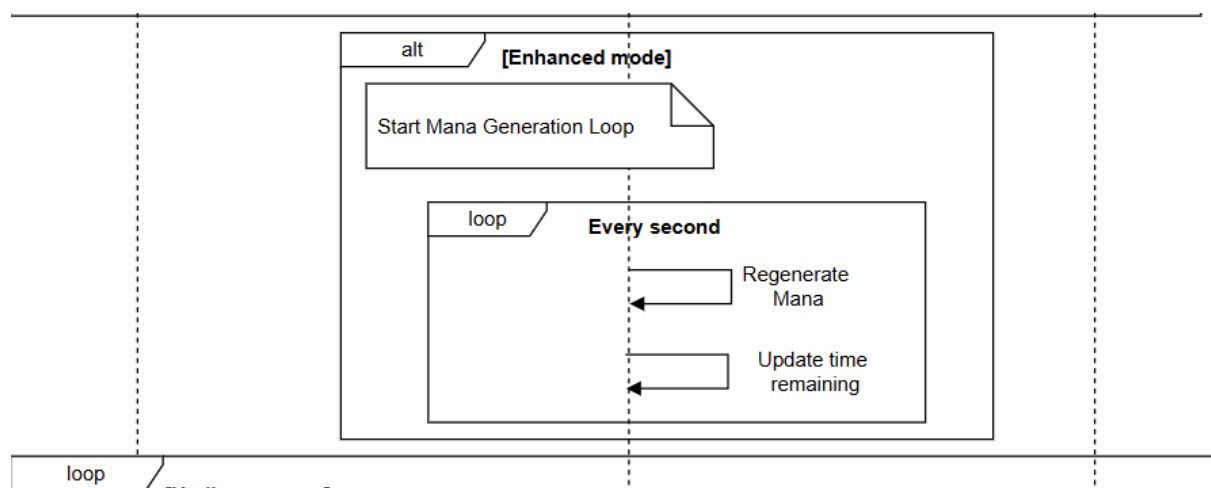 alt
[Enhanced mode]
Start Mana Generation Loop
loop
Every second
Regenerate
Mana
Update time
remaining
loop